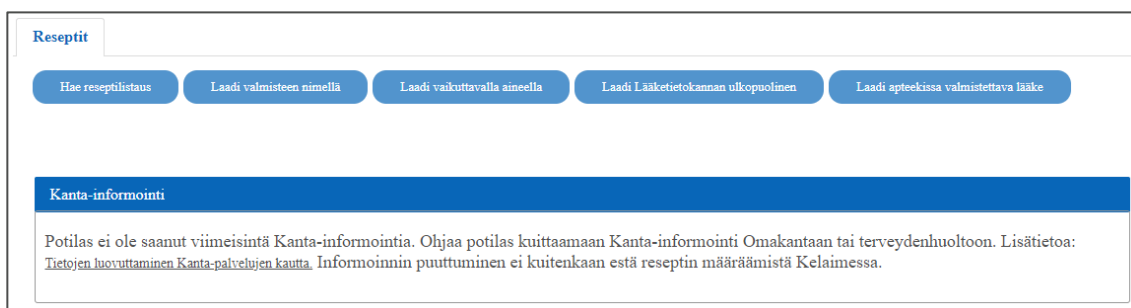 Reseptit
Hae reseptilistaus Laadi valmisteen nimellä Laadi vaikuttavalla aineella Laadi Lääketietokannan ulkopuolinen Laadi apteekissa valmistettava lääke
Kanta-informointi
Potilas ei ole saanut viimeisintä Kanta-informointia. Ohjaa potilas kuittaamaan Kanta-informointi Omakantaan tai terveydenhuoltoon. Lisätietoa:
Tietojen luovuttaminen Kanta-palvelujen kautta. Informoinnin puuttuminen ei kuitenkaan estä reseptin määräämistä Kelaimessa.